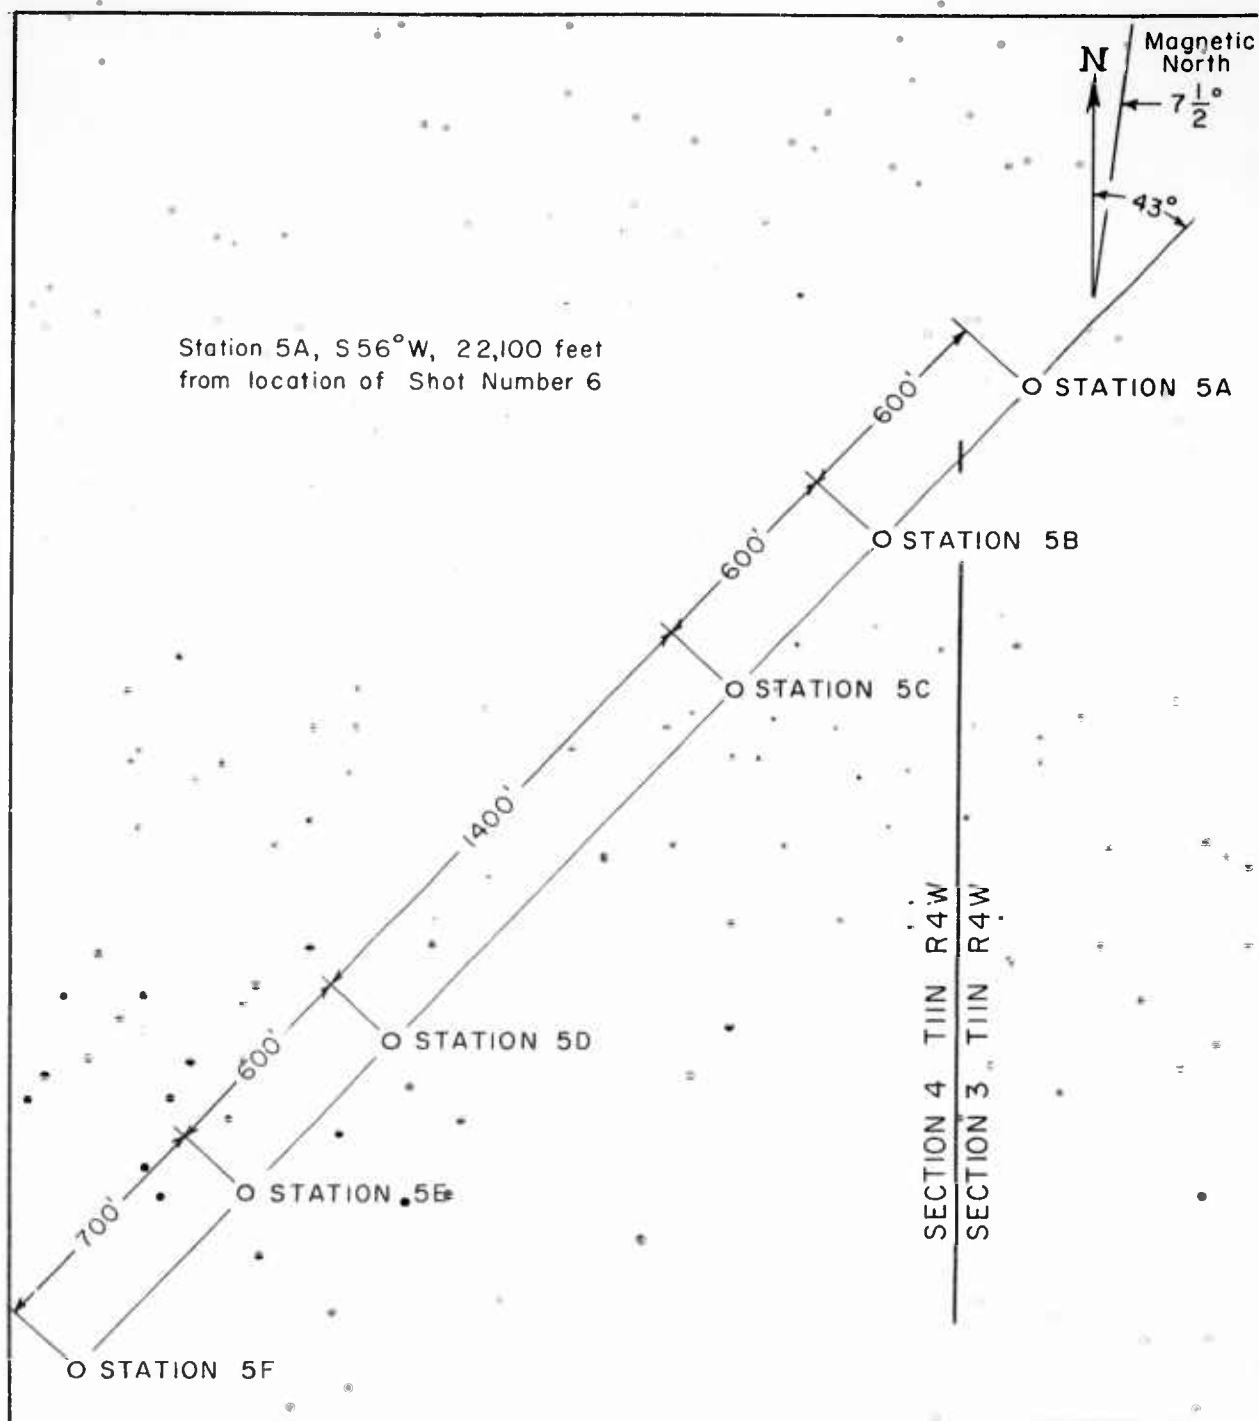 Magnetic
North
N
7 1/2°
43°
Station 5A, S 56° W, 22,100 feet
from location of Shot Number 6
600'
STATION 5A
600'
STATION 5B
STATION 5C
1400'
600'
STATION 5D
700'
STATION 5E
STATION 5F
SECTION 4 T11N R4W
SECTION 3 T11N R4W